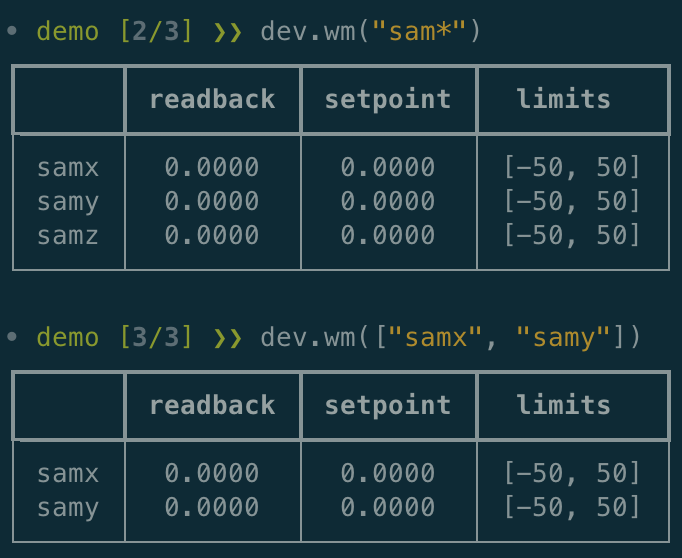 • demo [2/3] ❯❯ dev.wm("sam*")
readback setpoint limits
samx 0.0000 0.0000 [-50, 50]
samy 0.0000 0.0000 [-50, 50]
samz 0.0000 0.0000 [-50, 50]
• demo [3/3] ❯❯ dev.wm(["samx", "samy"])
readback setpoint limits
samx 0.0000 0.0000 [-50, 50]
samy 0.0000 0.0000 [-50, 50]